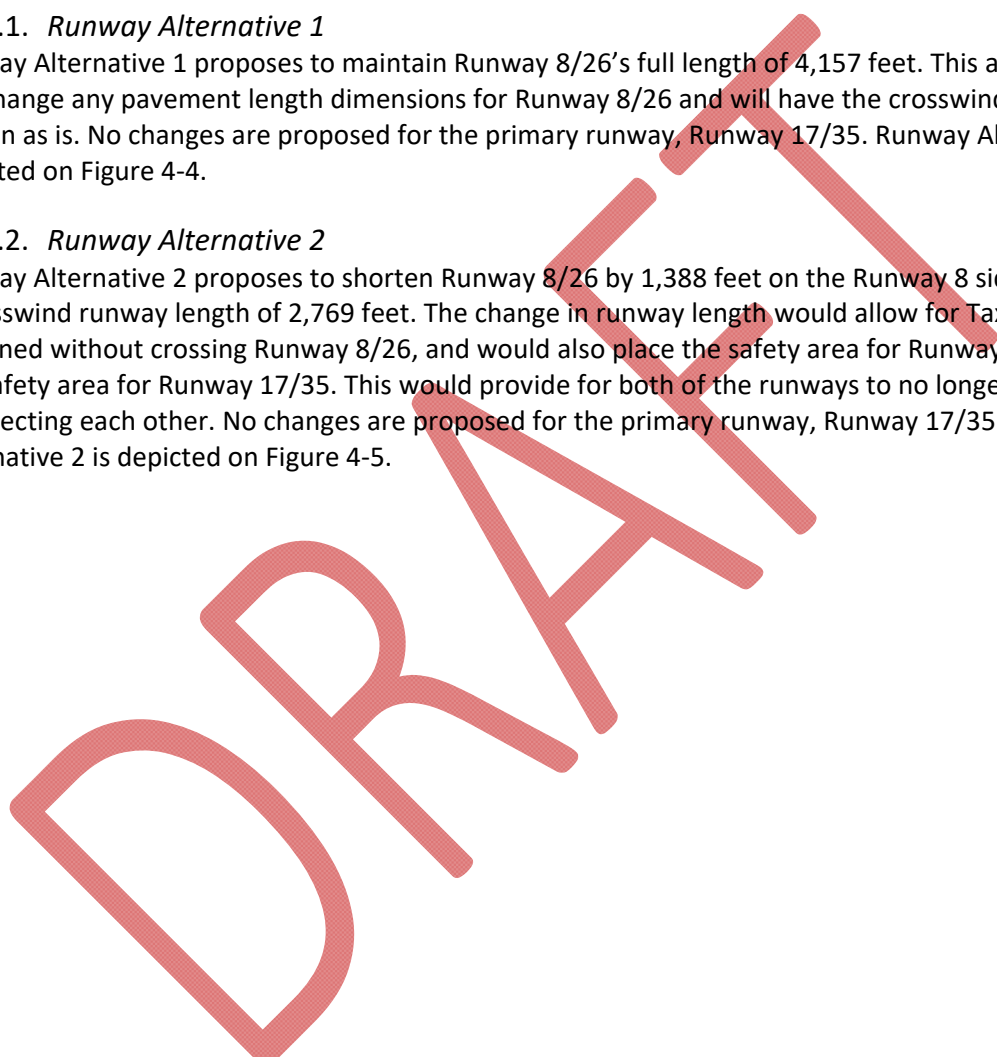 .1. Runway Alternative 1
ay Alternative 1 proposes to maintain Runway 8/26’s full length of 4,157 feet. This a
hange any pavement length dimensions for Runway 8/26 and will have the crosswind
n as is. No changes are proposed for the primary runway, Runway 17/35. Runway Al
ted on Figure 4-4.
.2. Runway Alternative 2
ay Alternative 2 proposes to shorten Runway 8/26 by 1,388 feet on the Runway 8 sid
sswind runway length of 2,769 feet. The change in runway length would allow for Tax
ned without crossing Runway 8/26, and would also place the safety area for Runway
afety area for Runway 17/35. This would provide for both of the runways to no longe
ecting each other. No changes are proposed for the primary runway, Runway 17/35
native 2 is depicted on Figure 4-5.
DRAFT